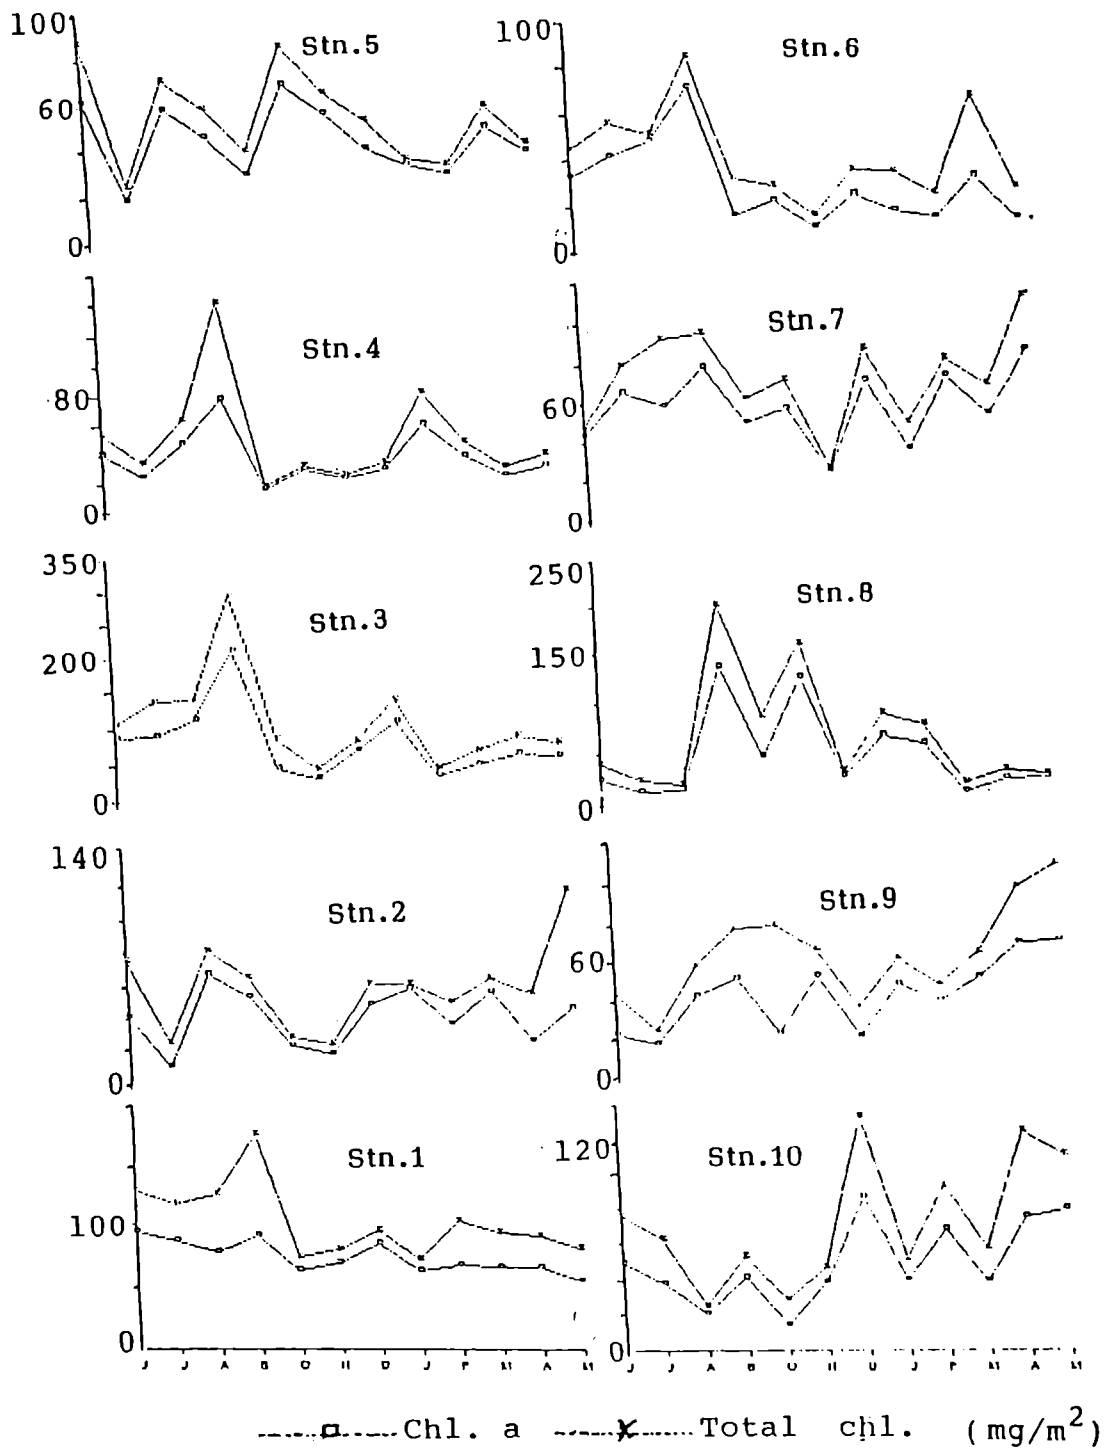 100
60
0
Stn.5
100
0
Stn.6
80
0
Stn.4
60
0
Stn.7
350
200
0
Stn.3
250
150
0
Stn.8
140
0
Stn.2
60
0
Stn.9
100
0
Stn.1
120
0
Stn.10
J J A S O N D J F M A M
J J A S O N D J F M A M
Chl. a Total chl. (mg/m²)